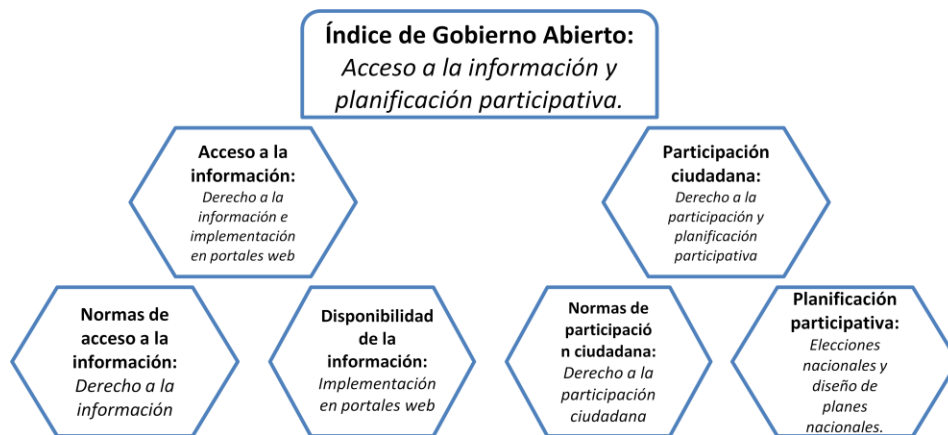 Índice de Gobierno Abierto:
Acceso a la información y
planificación participativa.
Acceso a la
información:
Derecho a la
información e
implementación
en portales web
Participación
ciudadana:
Derecho a la
participación y
planificación
participativa
Normas de
acceso a la
información:
Derecho a la
información
Disponibilidad
de la
información:
Implementación
en portales web
Normas de
participació
n ciudadana:
Derecho a la
participación
ciudadana
Planificación
participativa:
Elecciones
nacionales y
diseño de
planes
nacionales.